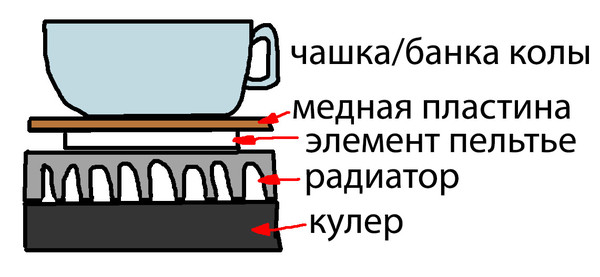 чашка/банка колы
медная пластина
элемент пельтье
радиатор
кулер